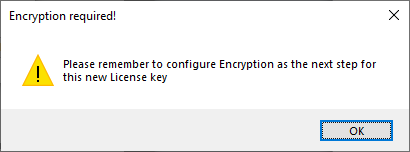 Encryption required!
Please remember to configure Encryption as the next step for
this new License key
OK